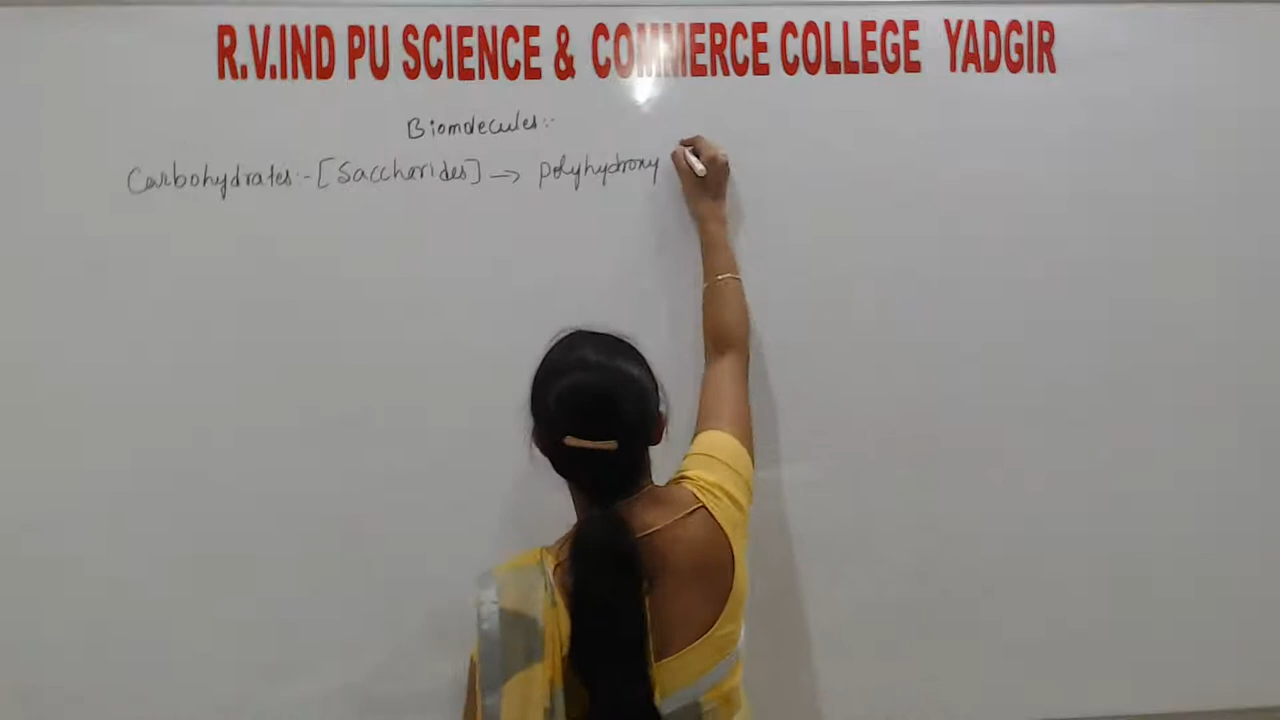 R.V.IND PU SCIENCE & COMMERCE COLLEGE YADGIR
Biomolecules:-
Carbohydrates:- [Saccharides] → polyhydroxy